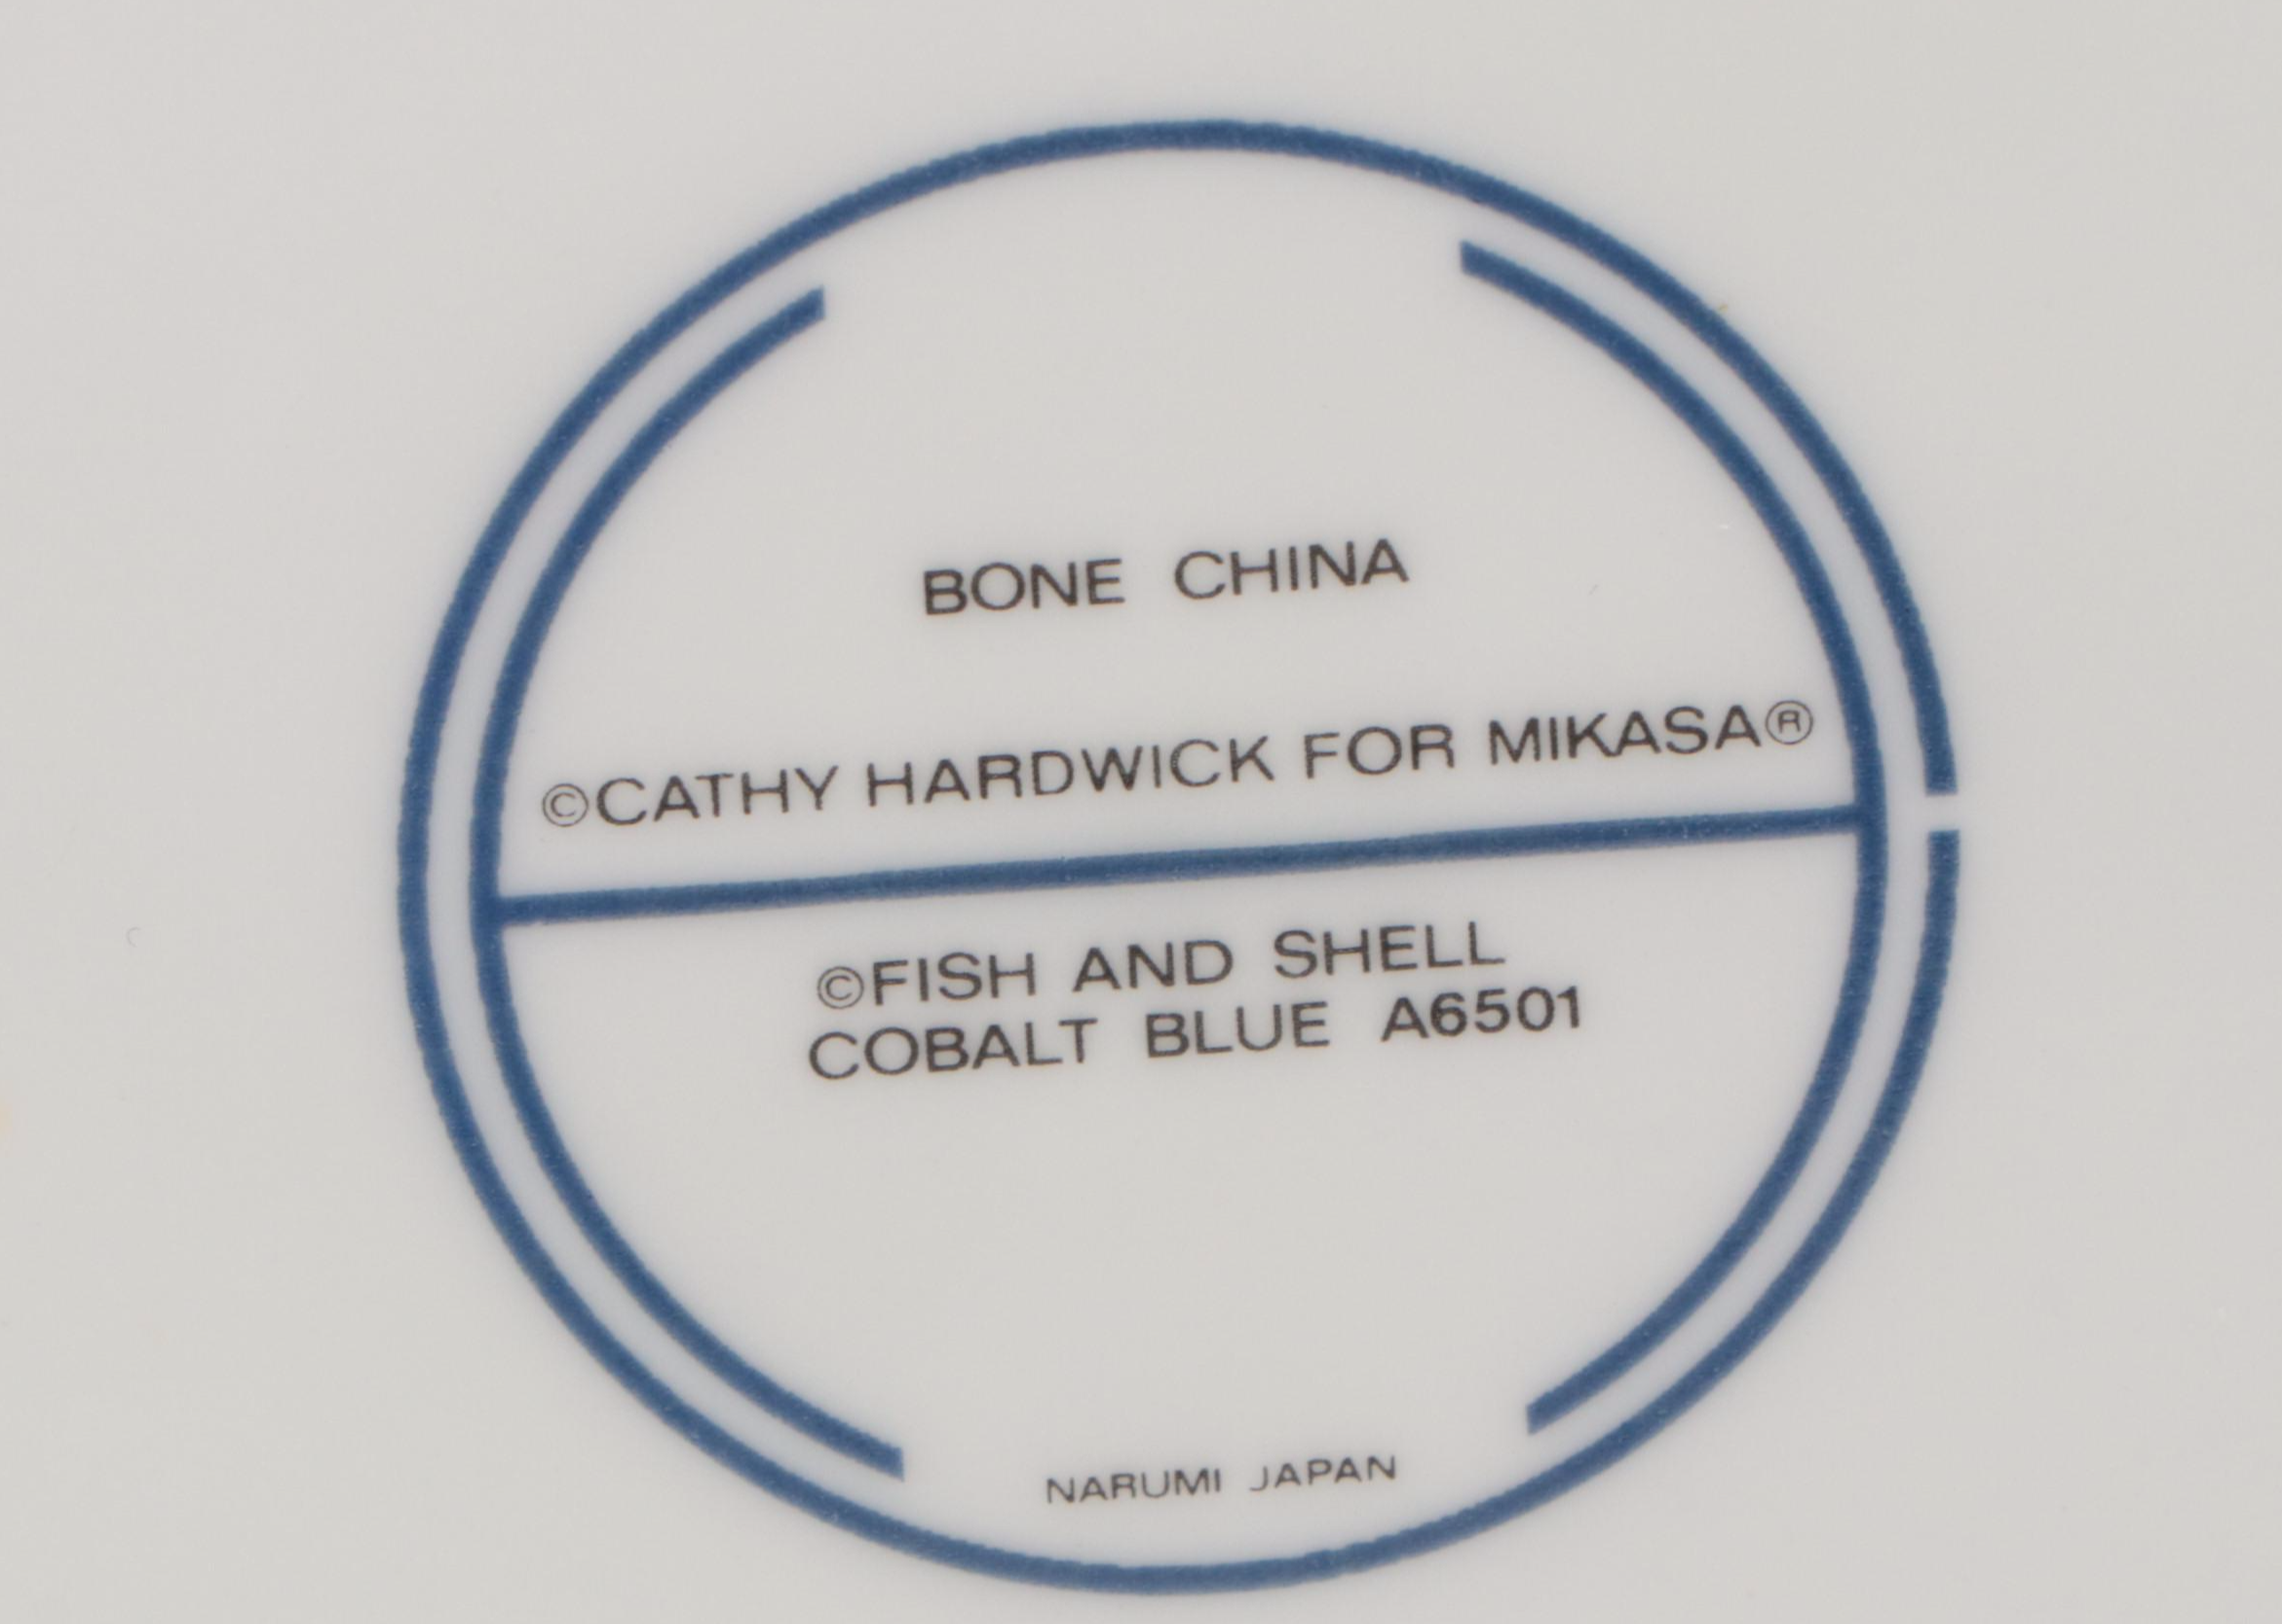 BONE CHINA
©CATHY HARDWICK FOR MIKASA®
©FISH AND SHELL
COBALT BLUE A6501
NARUMI JAPAN